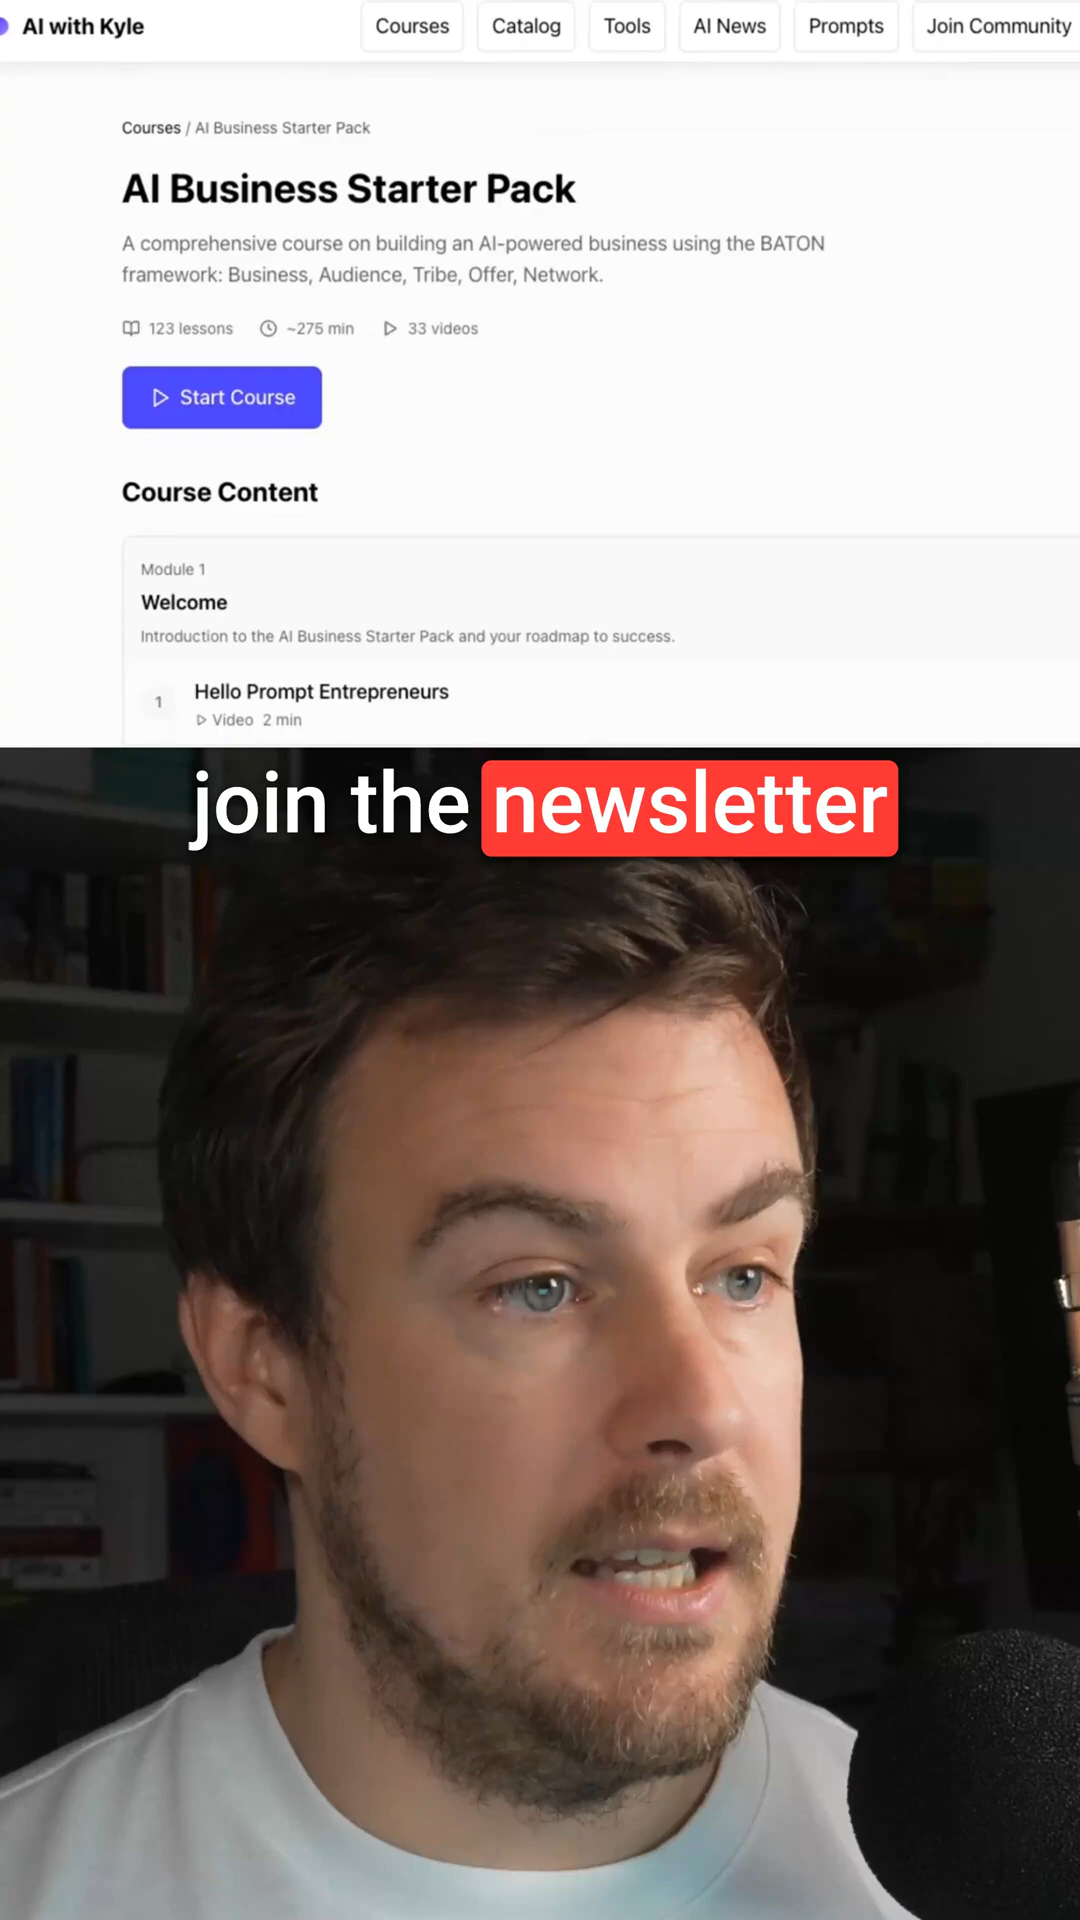 AI with Kyle
Courses
Catalog
Tools
AI News
Prompts
Join Community
Courses / AI Business Starter Pack
AI Business Starter Pack
A comprehensive course on building an AI-powered business using the BATON
framework: Business, Audience, Tribe, Offer, Network.
123 lessons
~275 min
33 videos
Start Course
Course Content
Module 1
Welcome
Introduction to the AI Business Starter Pack and your roadmap to success.
1
Hello Prompt Entrepreneurs
Video 2 min
join the newsletter